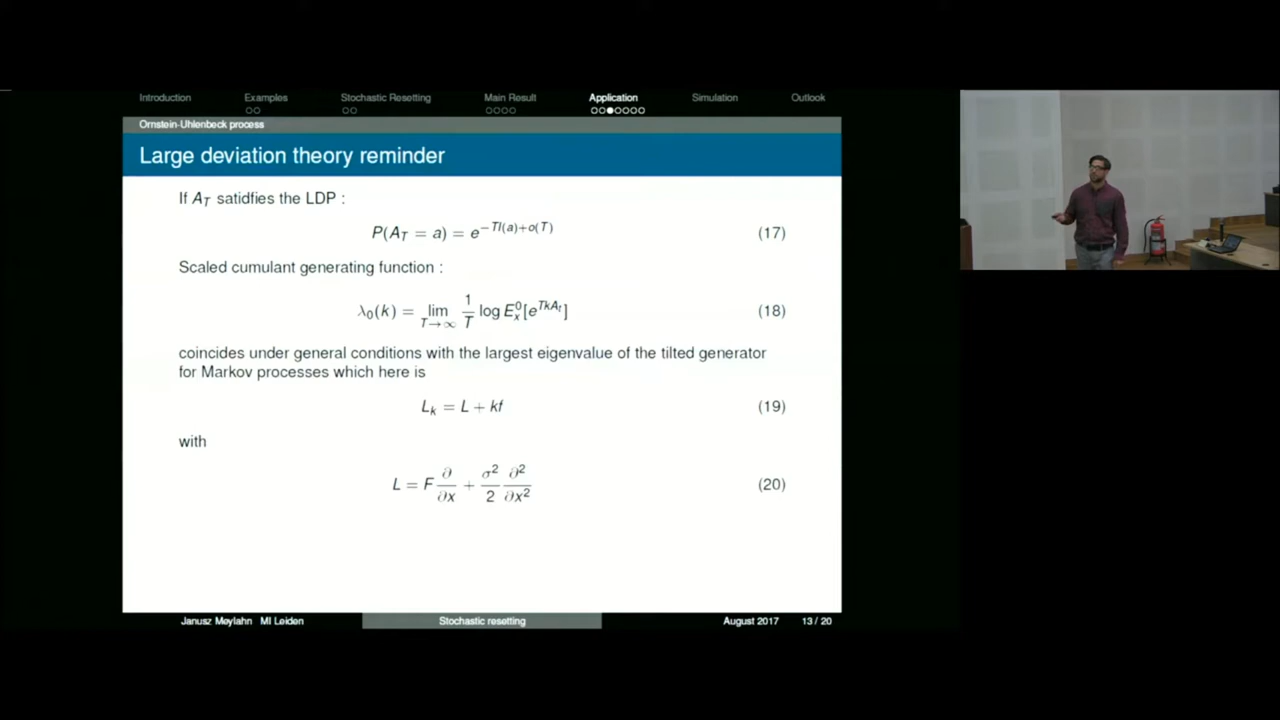 Introduction Examples Stochastic Resetting Main Result Application Simulation Outlook
Ornstein-Uhlenbeck process
Large deviation theory reminder
If A_T satidfies the LDP :
P(A_T = a) = e^{−TI(a)+o(T)} (17)
Scaled cumulant generating function :
λ_0(k) = lim_{T→∞} 1/T log E_x^0[e^{TkA_t}] (18)
coincides under general conditions with the largest eigenvalue of the tilted generator
for Markov processes which here is
L_k = L + kf (19)
with
L = F ∂/∂x + σ²/2 ∂²/∂x² (20)
Janusz Meylahn MI Leiden Stochastic resetting August 2017 13 / 20